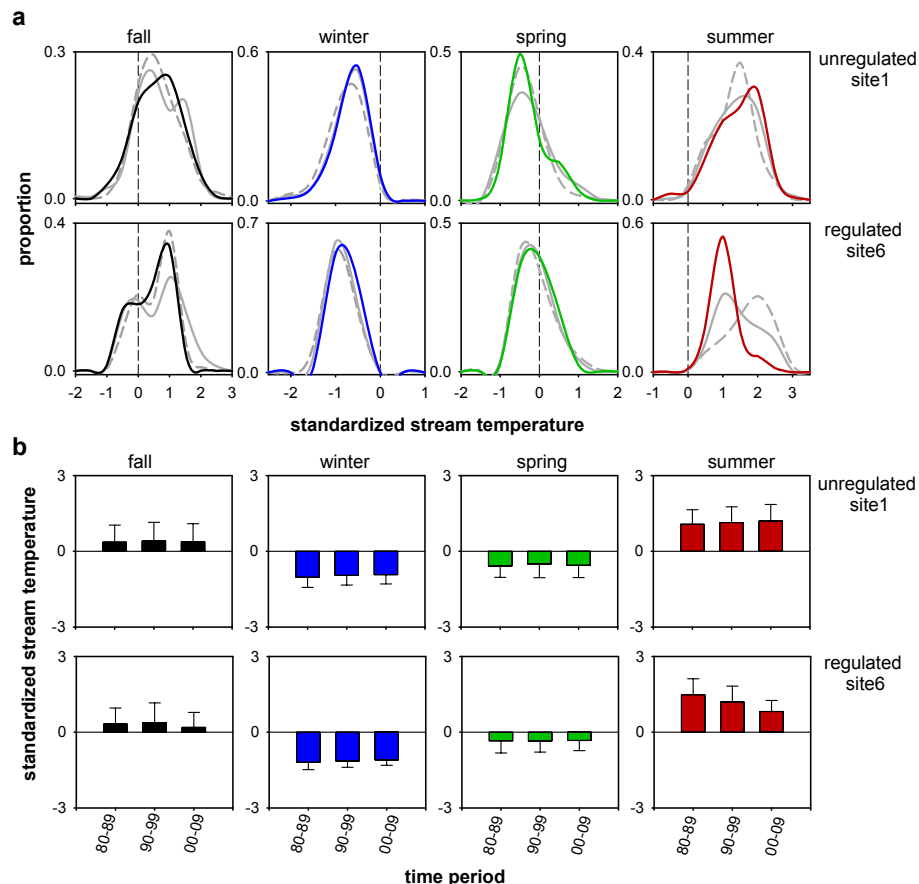 a
fall winter spring summer
0.3 0.6 0.5 0.4 unregulated
site1
0.0 0.0 0.0 0.0
proportion
0.4 0.7 0.5 0.6 regulated
site6
0.0 0.0 0.0 0.0
-2 -1 0 1 2 3 -2 -1 0 1 -2 -1 0 1 2 -1 0 1 2 3
standardized stream temperature
b
fall winter spring summer
3 3 3 3 unregulated
site1
0 0 0 0
-3 -3 -3 -3
standardized stream temperature
3 3 3 3 regulated
site6
0 0 0 0
-3 -3 -3 -3
80-89 90-99 00-09 80-89 90-99 00-09 80-89 90-99 00-09 80-89 90-99 00-09
time period